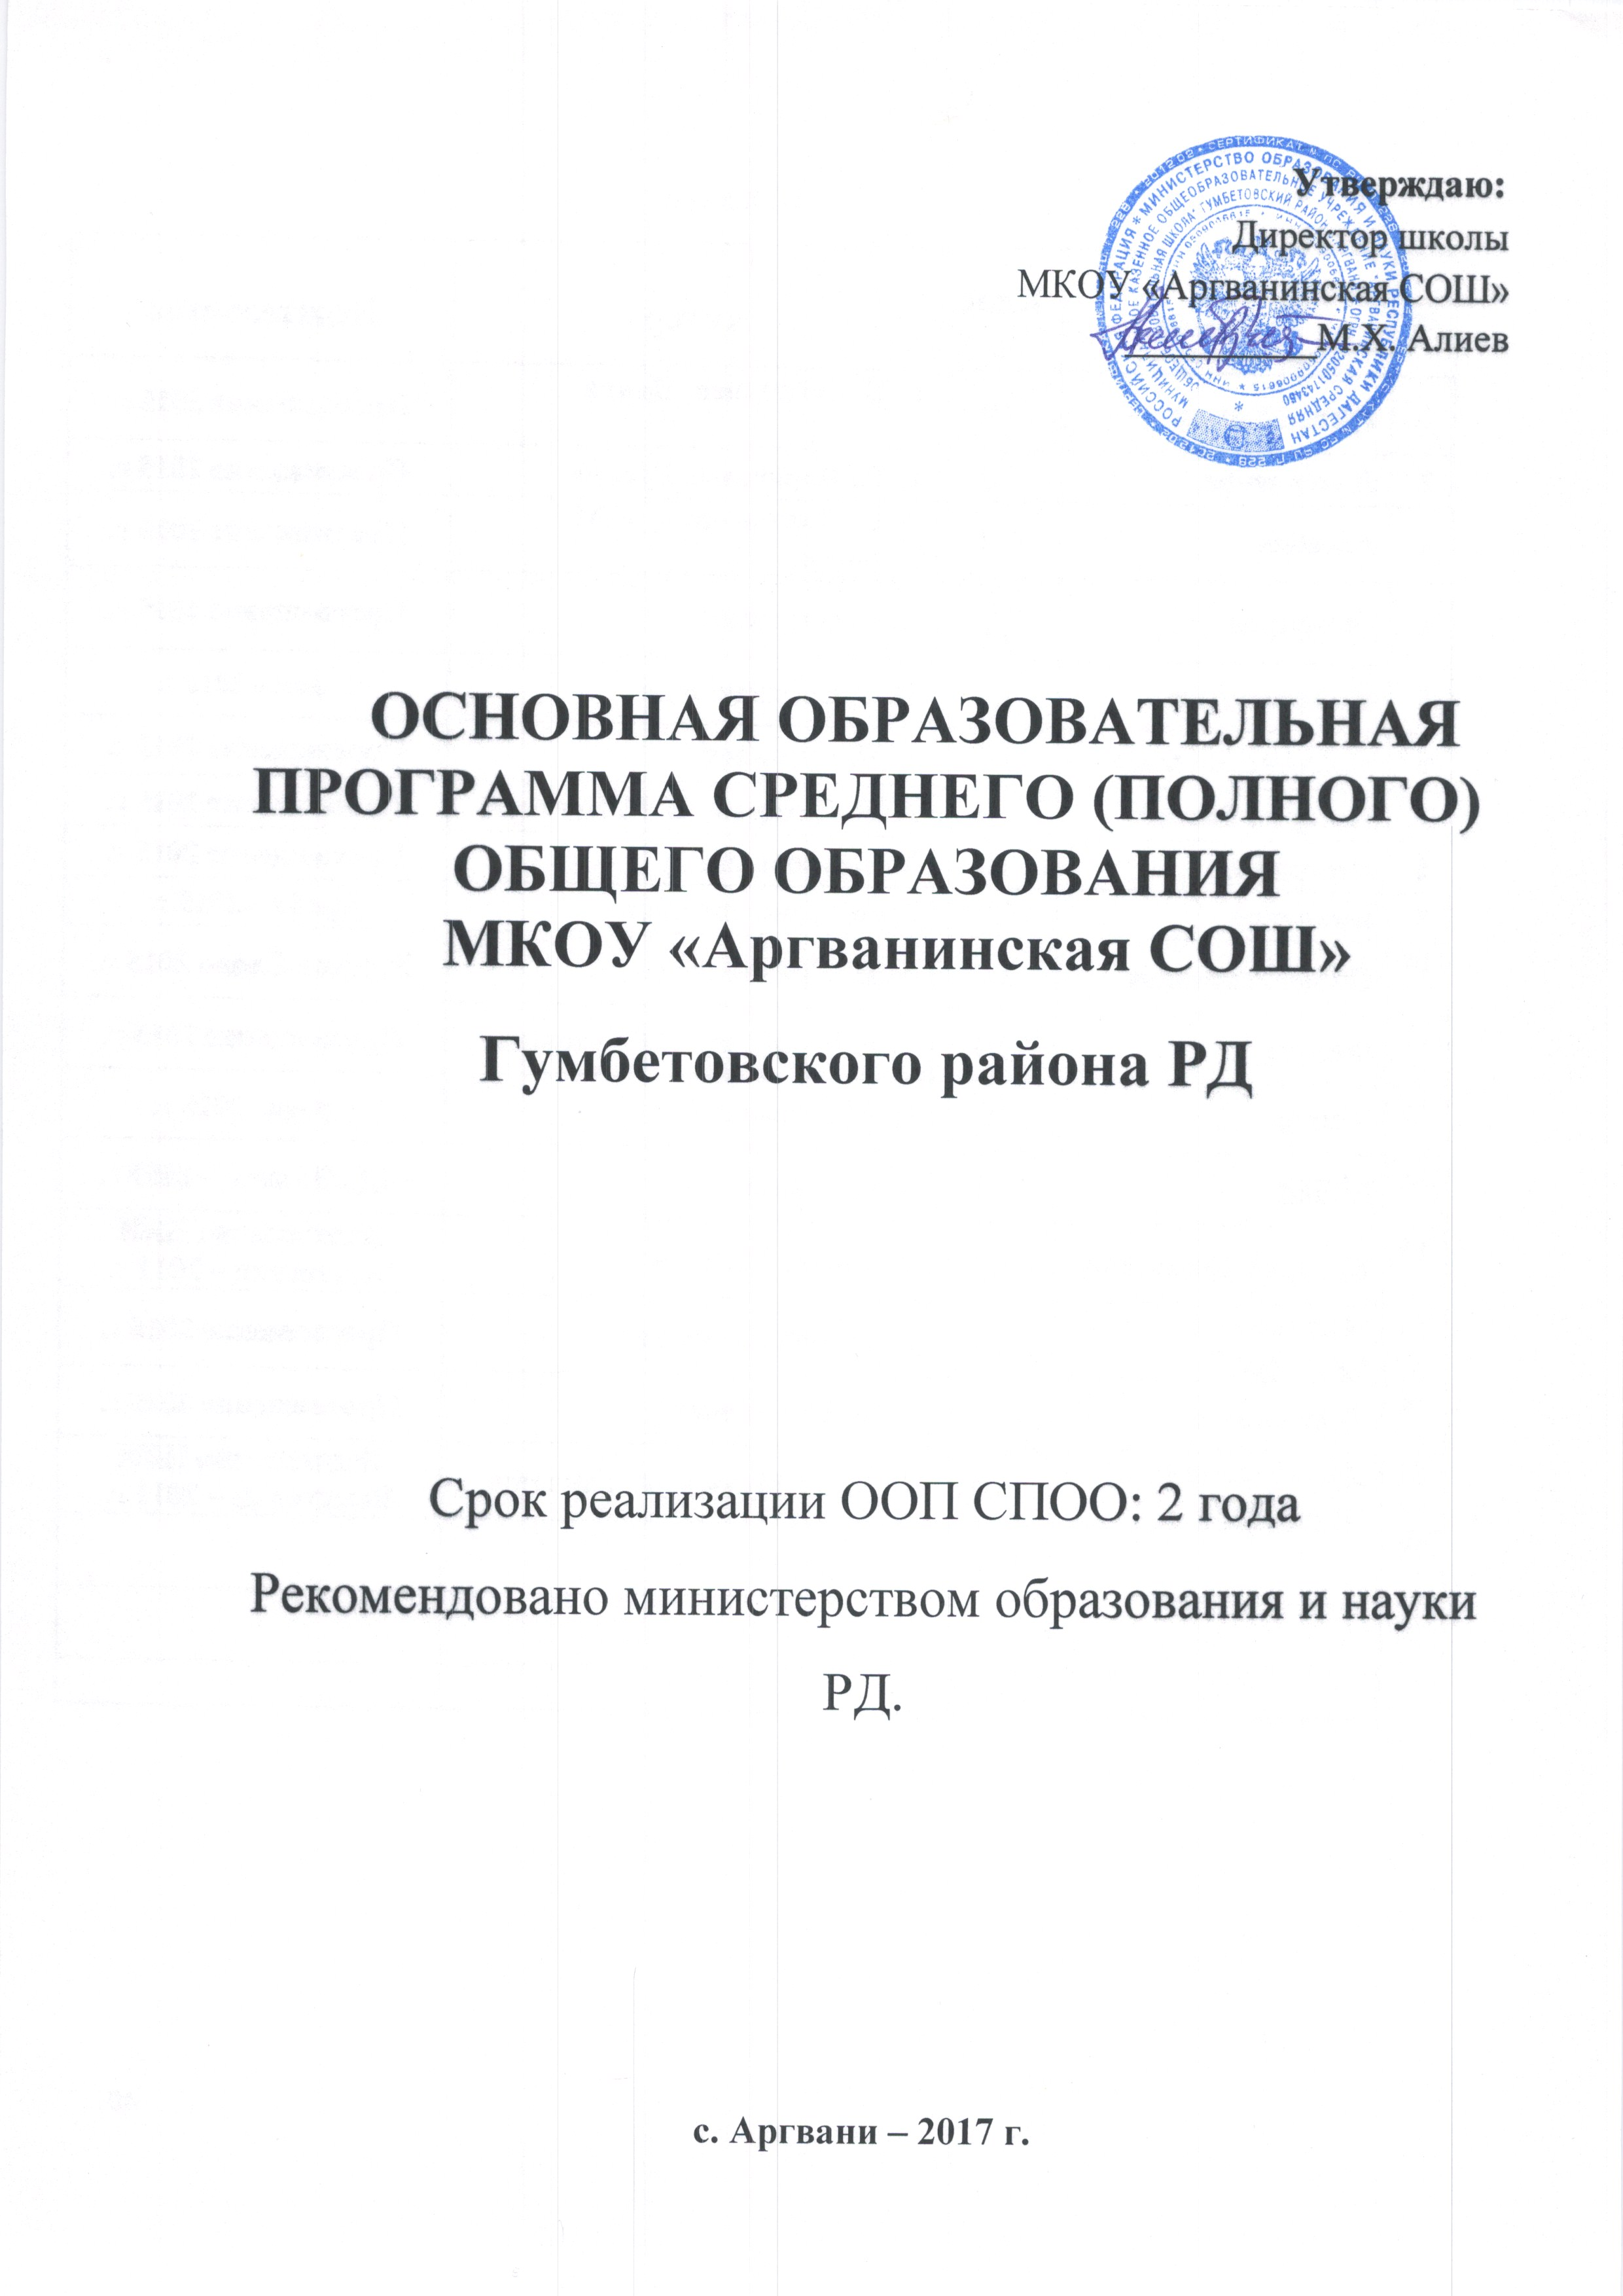 Утверждаю:
Директор школы
МКОУ «Аргванинская СОШ»
М.Х. Алиев
ОСНОВНАЯ ОБРАЗОВАТЕЛЬНАЯ
ПРОГРАММА СРЕДНЕГО (ПОЛНОГО)
ОБЩЕГО ОБРАЗОВАНИЯ
МКОУ «Аргванинская СОШ»
Гумбетовского района РД
Срок реализации ООП СПОО: 2 года
Рекомендовано министерством образования и науки
РД.
с. Аргвани – 2017 г.